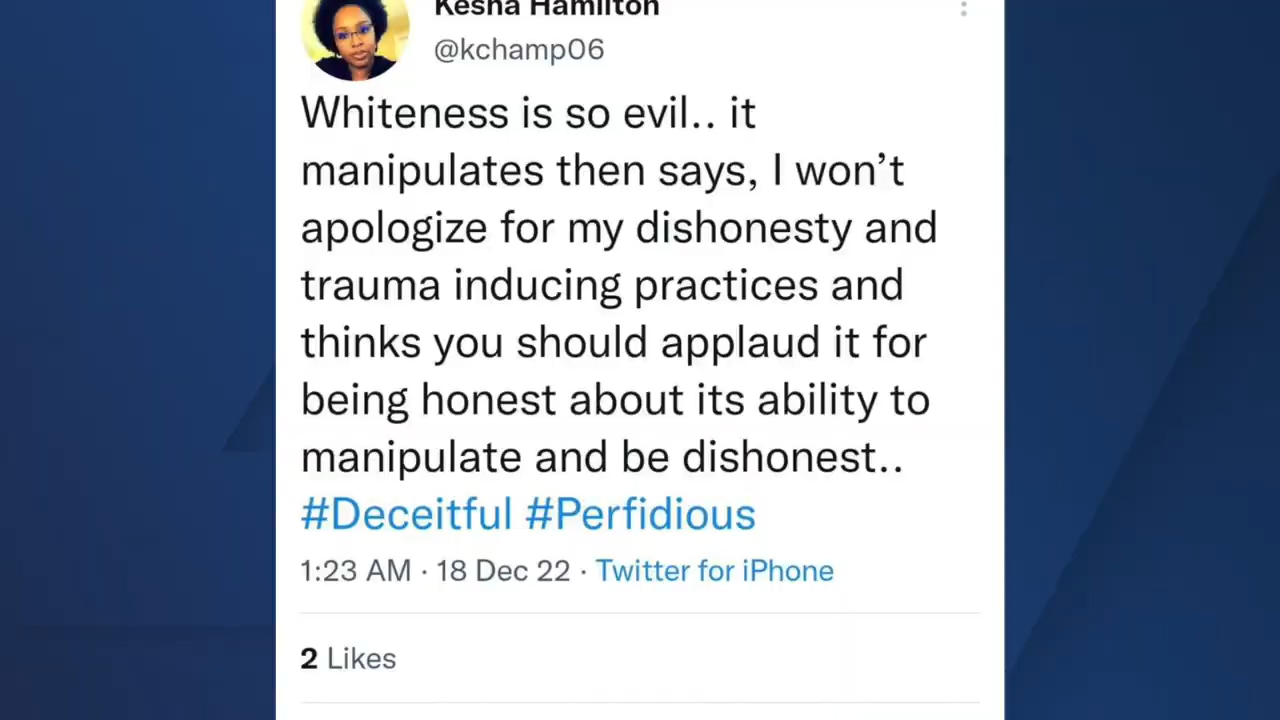 Kesha Hamilton
@kchamp06
Whiteness is so evil.. it
manipulates then says, I won’t
apologize for my dishonesty and
trauma inducing practices and
thinks you should applaud it for
being honest about its ability to
manipulate and be dishonest..
#Deceitful #Perfidious
1:23 AM · 18 Dec 22 · Twitter for iPhone
2 Likes